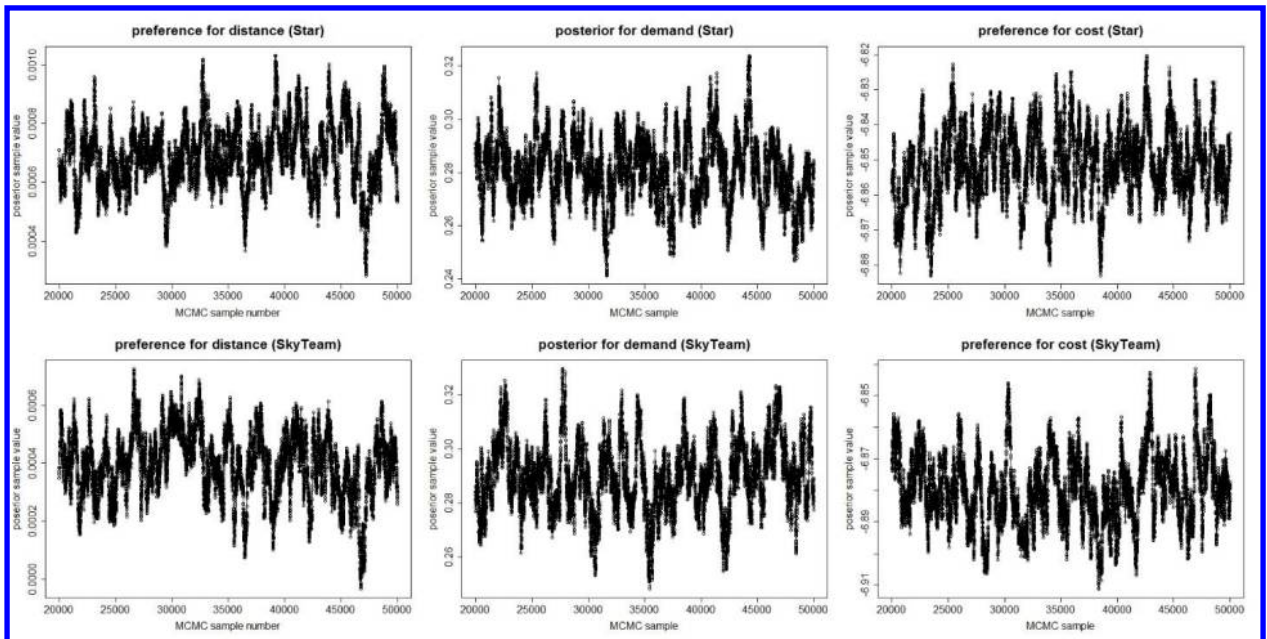 preference for distance (Star)
poserior sample value
0.0010
0.0008
0.0006
0.0004
20000 25000 30000 35000 40000 45000 50000
MCMC sample number
posterior for demand (Star)
posterior sample value
0.32
0.30
0.28
0.26
0.24
20000 25000 30000 35000 40000 45000 50000
MCMC sample
preference for cost (Star)
posterior sample value
-6.82
-6.83
-6.84
-6.85
-6.86
-6.87
-6.88
20000 25000 30000 35000 40000 45000 50000
MCMC sample
preference for distance (SkyTeam)
poserior sample value
0.0006
0.0004
0.0002
0.0000
20000 25000 30000 35000 40000 45000 50000
MCMC sample number
posterior for demand (SkyTeam)
posterior sample value
0.32
0.30
0.28
0.26
20000 25000 30000 35000 40000 45000 50000
MCMC sample
preference for cost (SkyTeam)
posterior sample value
-6.85
-6.87
-6.89
-6.91
20000 25000 30000 35000 40000 45000 50000
MCMC sample